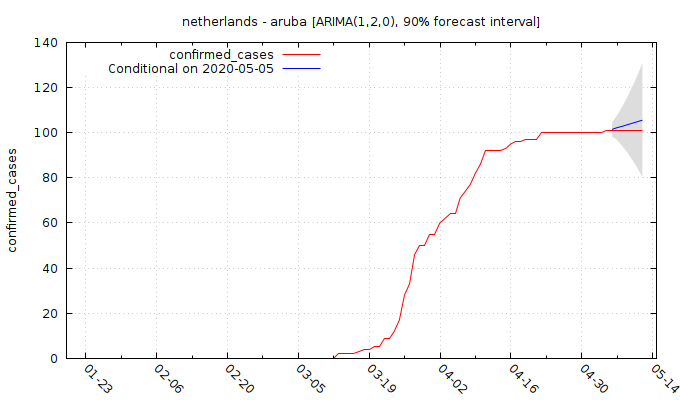 netherlands - aruba [ARIMA(1,2,0), 90% forecast interval]
confirmed_cases
Conditional on 2020-05-05
confirmed_cases
140
120
100
80
60
40
20
0
01-23 02-06 02-20 03-05 03-19 04-02 04-16 04-30 05-14